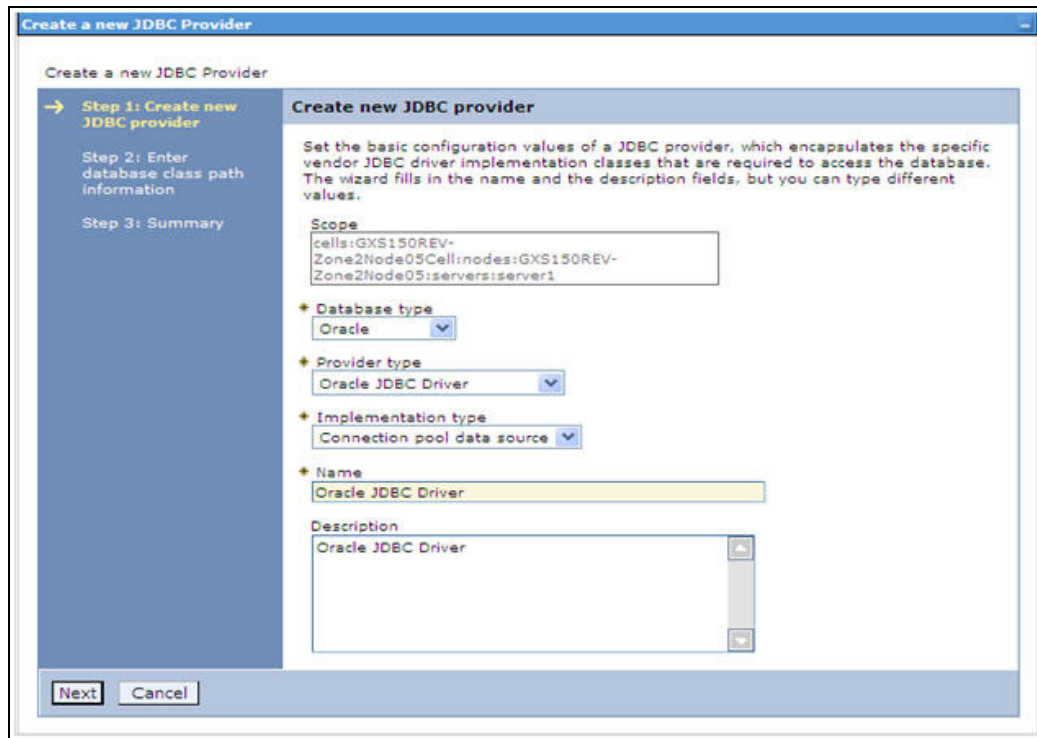 Create a new JDBC Provider
Create a new JDBC Provider
Step 1: Create new
JDBC provider
Step 2: Enter
database class path
information
Step 3: Summary
Create new JDBC provider
Set the basic configuration values of a JDBC provider, which encapsulates the specific
vendor JDBC driver implementation classes that are required to access the database.
The wizard fills in the name and the description fields, but you can type different
values.
Scope
cells:GXS150REV-
Zone2Node05Cell:nodes:GXS150REV-
Zone2Node05:servers:server1
* Database type
Oracle
* Provider type
Oracle JDBC Driver
* Implementation type
Connection pool data source
* Name
Oracle JDBC Driver
Description
Oracle JDBC Driver
Next
Cancel